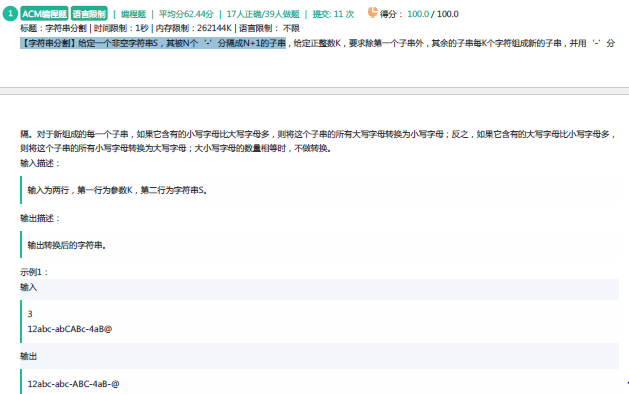 1 ACM编程题 语言限制 | 编程题 | 平均分62.44分 | 17人正确/39人做题 | 提交: 11 次 得分： 100.0 / 100.0
标题：字符串分割 | 时间限制：1秒 | 内存限制：262144K | 语言限制： 不限
【字符串分割】给定一个非空字符串S，其被N个‘-’分隔成N+1的子串，给定正整数K，要求除第一个子串外，其余的子串每K个字符组成新的子串，并用‘-’分
隔。对于新组成的每一个子串，如果它含有的小写字母比大写字母多，则将这个子串的所有大写字母转换为小写字母；反之，如果它含有的大写字母比小写字母多，
则将这个子串的所有小写字母转换为大写字母；大小写字母的数量相等时，不做转换。
输入描述：
输入为两行，第一行为参数K，第二行为字符串S。
输出描述：
输出转换后的字符串。
示例1：
输入
3
12abc-abCABc-4aB@
输出
12abc-abc-ABC-4aB-@